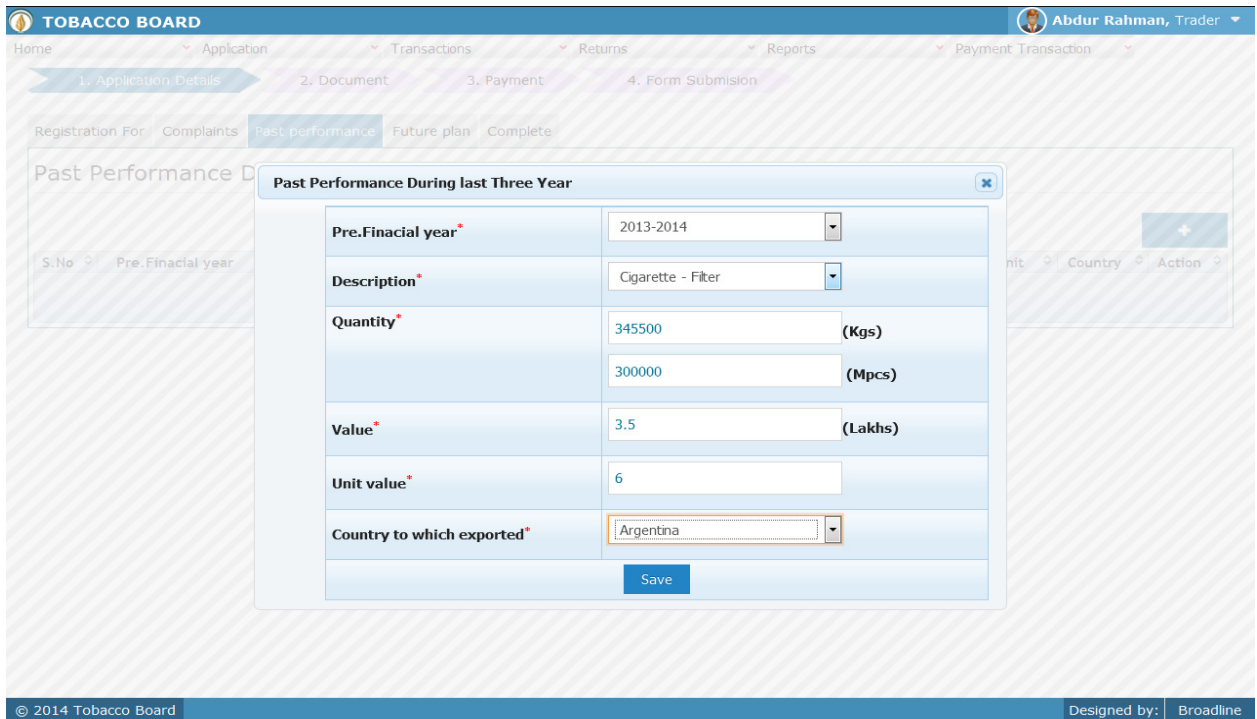 TOBACCO BOARD
Abdur Rahman, Trader
Home Application Transactions Returns Reports Payment Transaction
1. Application Details 2. Document 3. Payment 4. Form Submision
Registration For Complaints Past performance Future plan Complete
Past Performance D
Past Performance During last Three Year
Pre.Finacial year* 2013-2014
S.No Pre.Finacial year nit Country Action
Description* Cigarette - Filter
Quantity* 345500 (Kgs)
300000 (Mpcs)
Value* 3.5 (Lakhs)
Unit value* 6
Country to which exported* Argentina
Save
© 2014 Tobacco Board Designed by: Broadline